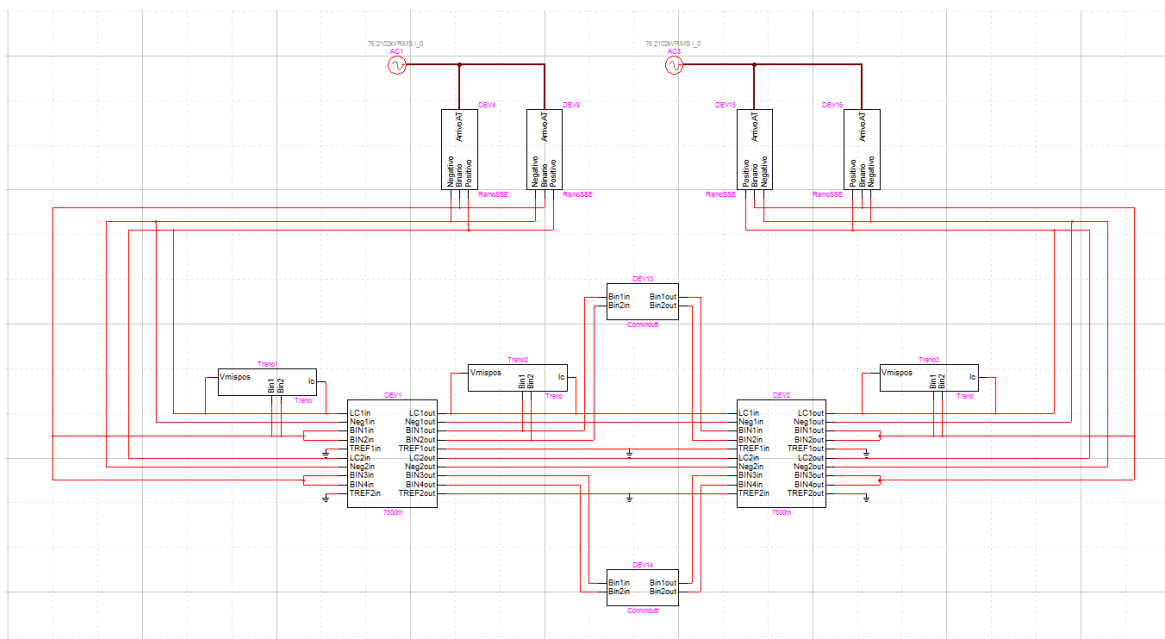 76.2102kVRMS /_0
AC1
76.2102kVRMS /_0
AC3
DEV4
ArrivoAT
Negativo
Binario
Positivo
RamoSSE
DEV9
ArrivoAT
Negativo
Binario
Positivo
RamoSSE
DEV15
ArrivoAT
Positivo
Binario
Negativo
RamoSSE
DEV16
ArrivoAT
Positivo
Binario
Negativo
RamoSSE
DEV13
Bin1in Bin1out
Bin2in Bin2out
Connindutt
Treno1
Vmispos Bin1 Bin2 Ic
Treno
Treno2
Vmispos Bin1 Bin2 Ic
Treno
Treno3
Vmispos Bin1 Bin2 Ic
Treno
DEV1
LC1in LC1out
Neg1in Neg1out
BIN1in BIN1out
BIN2in BIN2out
TREF1in TREF1out
LC2in LC2out
Neg2in Neg2out
BIN3in BIN3out
BIN4in BIN4out
TREF2in TREF2out
7500m
DEV2
LC1in LC1out
Neg1in Neg1out
BIN1in BIN1out
BIN2in BIN2out
TREF1in TREF1out
LC2in LC2out
Neg2in Neg2out
BIN3in BIN3out
BIN4in BIN4out
TREF2in TREF2out
7500m
DEV14
Bin1in Bin1out
Bin2in Bin2out
Connindutt